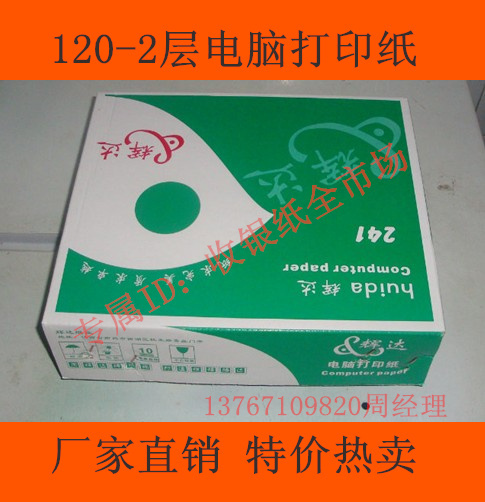 120-2层电脑打印纸
辉达
辉达
241
Computer paper
huida 辉达
专属ID：收银纸全市场
辉达
电脑打印纸
Computer paper
10
13767109820周经理
厂家直销 特价热卖